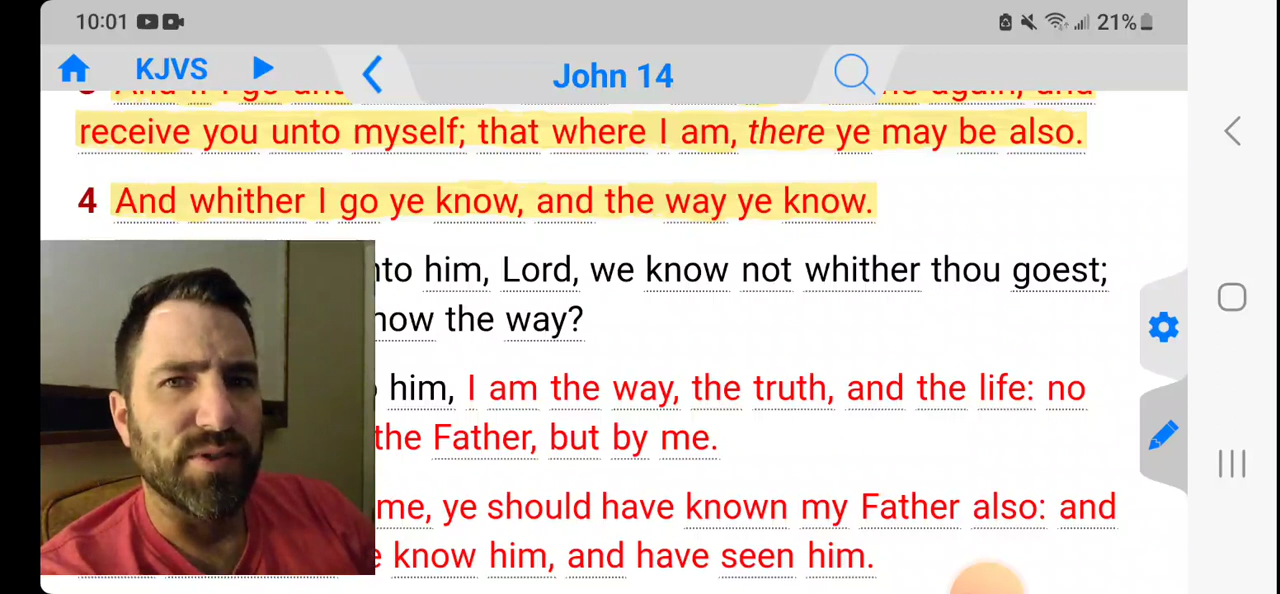 10:01 21%
KJVS John 14
receive you unto myself; that where I am, there ye may be also.
4 And whither I go ye know, and the way ye know.
him, Lord, we know not whither thou goest;
the way?
him, I am the way, the truth, and the life: no
the Father, but by me.
me, ye should have known my Father also: and
know him, and have seen him.